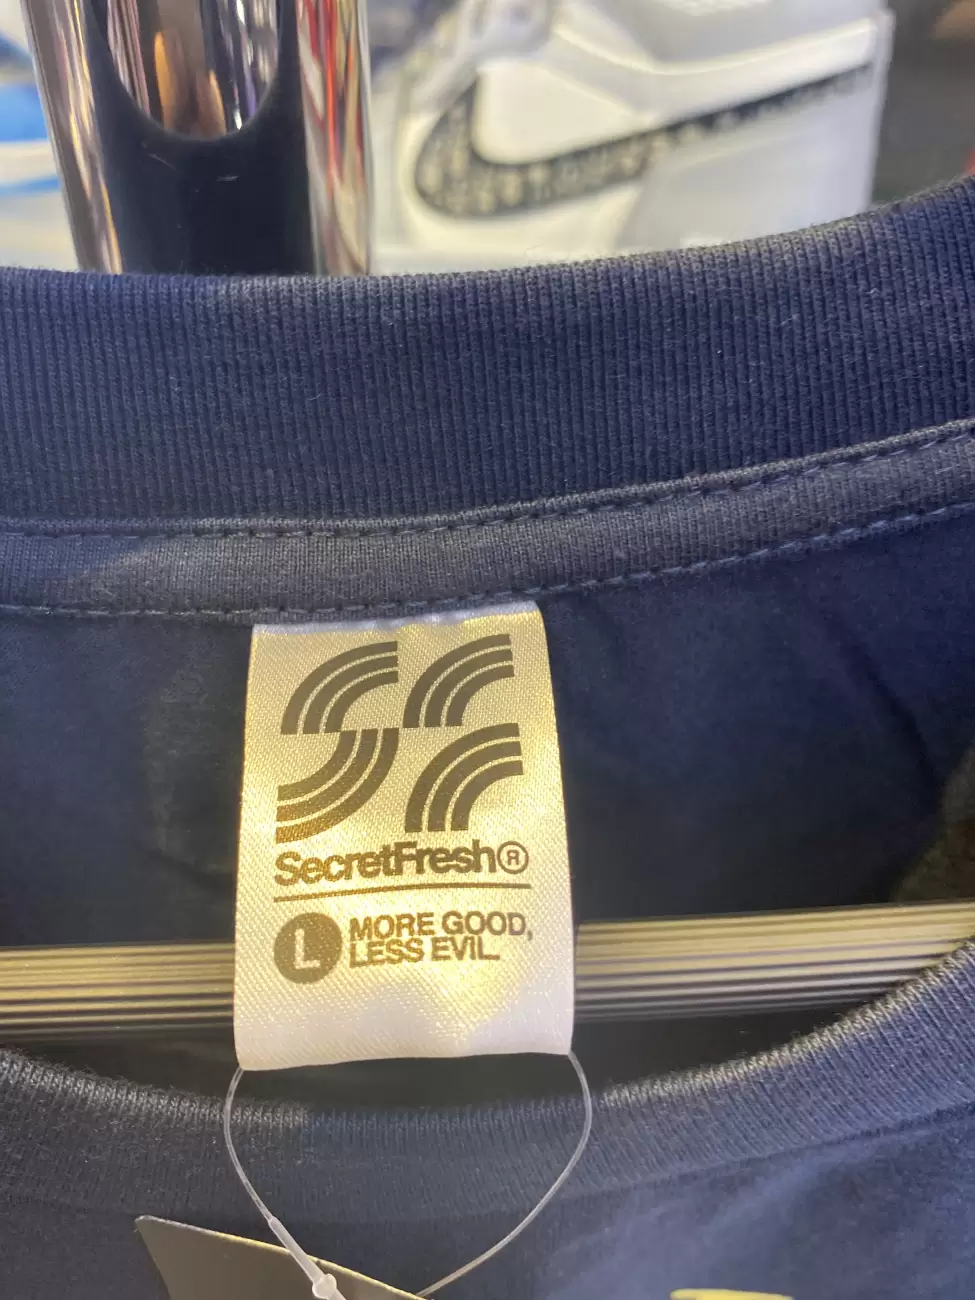 SecretFresh®
L
MORE GOOD,
LESS EVIL.